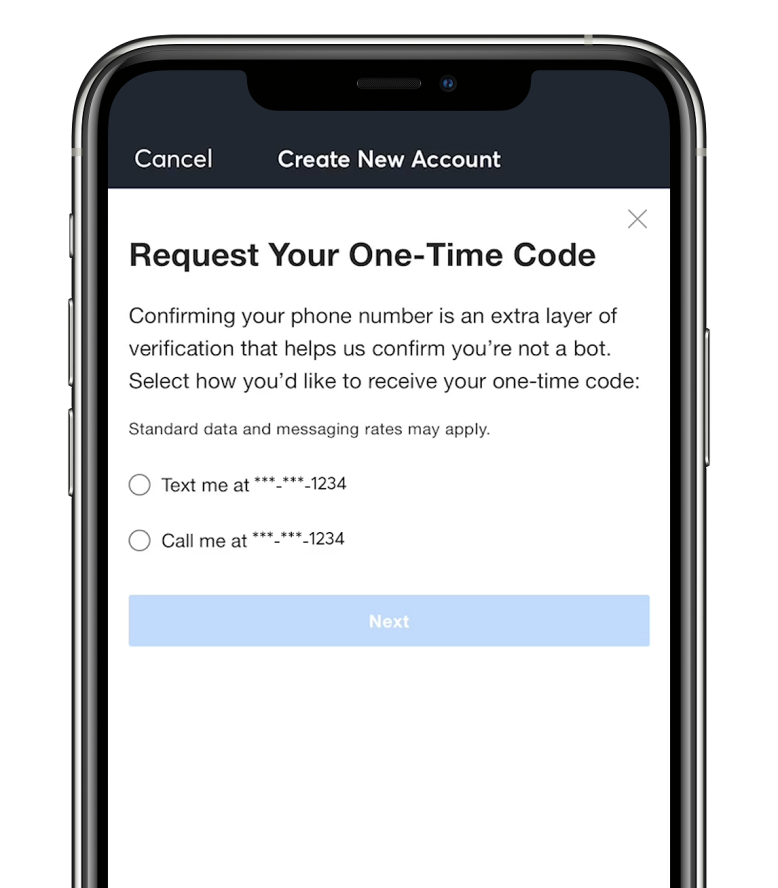 Cancel
Create New Account
Request Your One-Time Code
Confirming your phone number is an extra layer of
verification that helps us confirm you’re not a bot.
Select how you’d like to receive your one-time code:
Standard data and messaging rates may apply.
Text me at ***-***-1234
Call me at ***-***-1234
Next